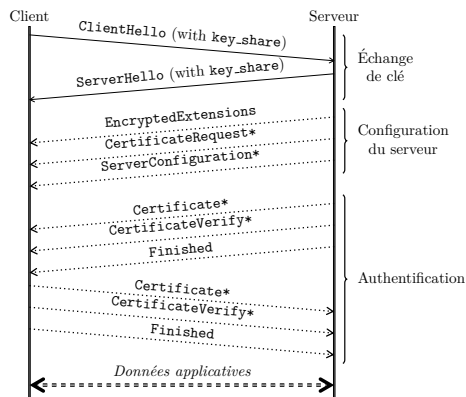 Client
Serveur
ClientHello (with key_share)
ServerHello (with key_share)
Échange
de clé
EncryptedExtensions
CertificateRequest*
ServerConfiguration*
Configuration
du serveur
Certificate*
CertificateVerify*
Finished
Certificate*
CertificateVerify*
Finished
Authentification
Données applicatives